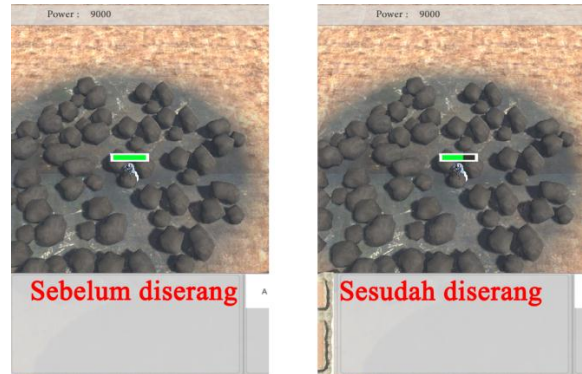 Power : 9000
Power : 9000
Sebelum diserang
A
Sesudah diserang